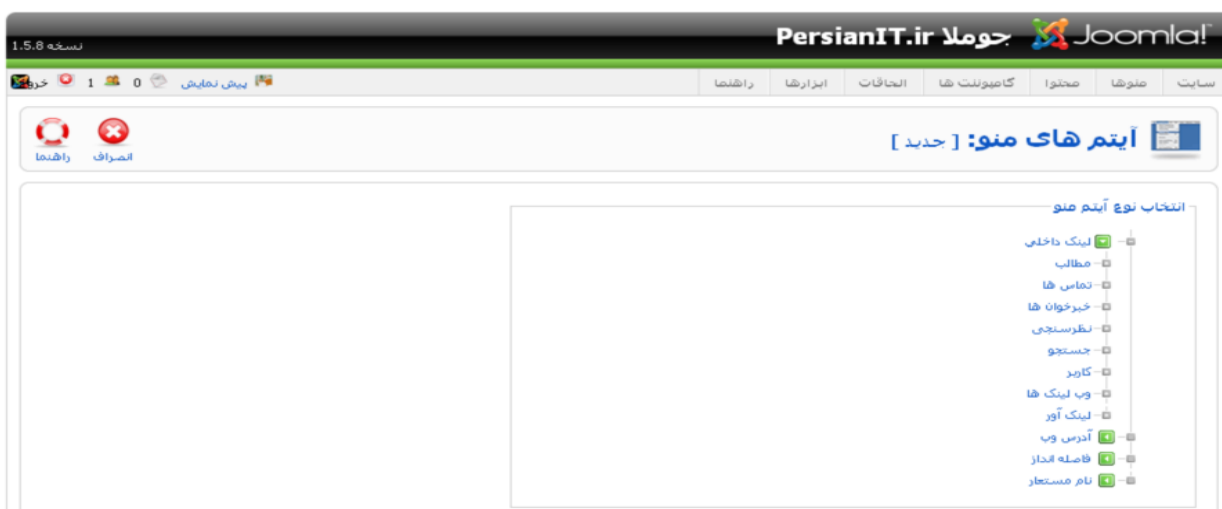 Joomla! جوملا PersianIT.ir
نسخه 1.5.8
سایت منوها محتوا کامپوننت ها الحاقات ابزارها راهنما
پیش نمایش 0 1 خروج
آیتم های منو: [ جدید ]
انصراف راهنما
انتخاب نوع آیتم منو
لینک داخلی
مطالب
تماس ها
خبرخوان ها
نظرسنجی
جستجو
کاربر
وب لینک ها
لینک آور
آدرس وب
فاصله انداز
نام مستعار